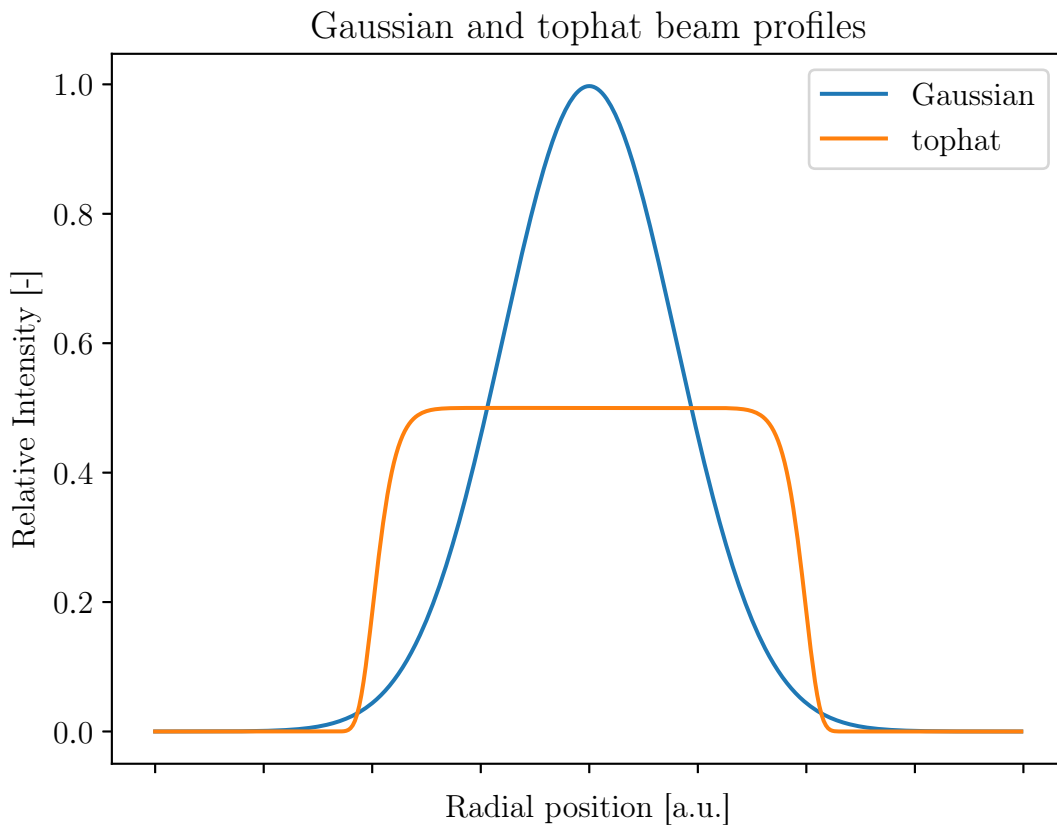 Gaussian and tophat beam profiles
Gaussian
tophat
1.0
0.8
0.6
0.4
0.2
0.0
Relative Intensity [-]
Radial position [a.u.]